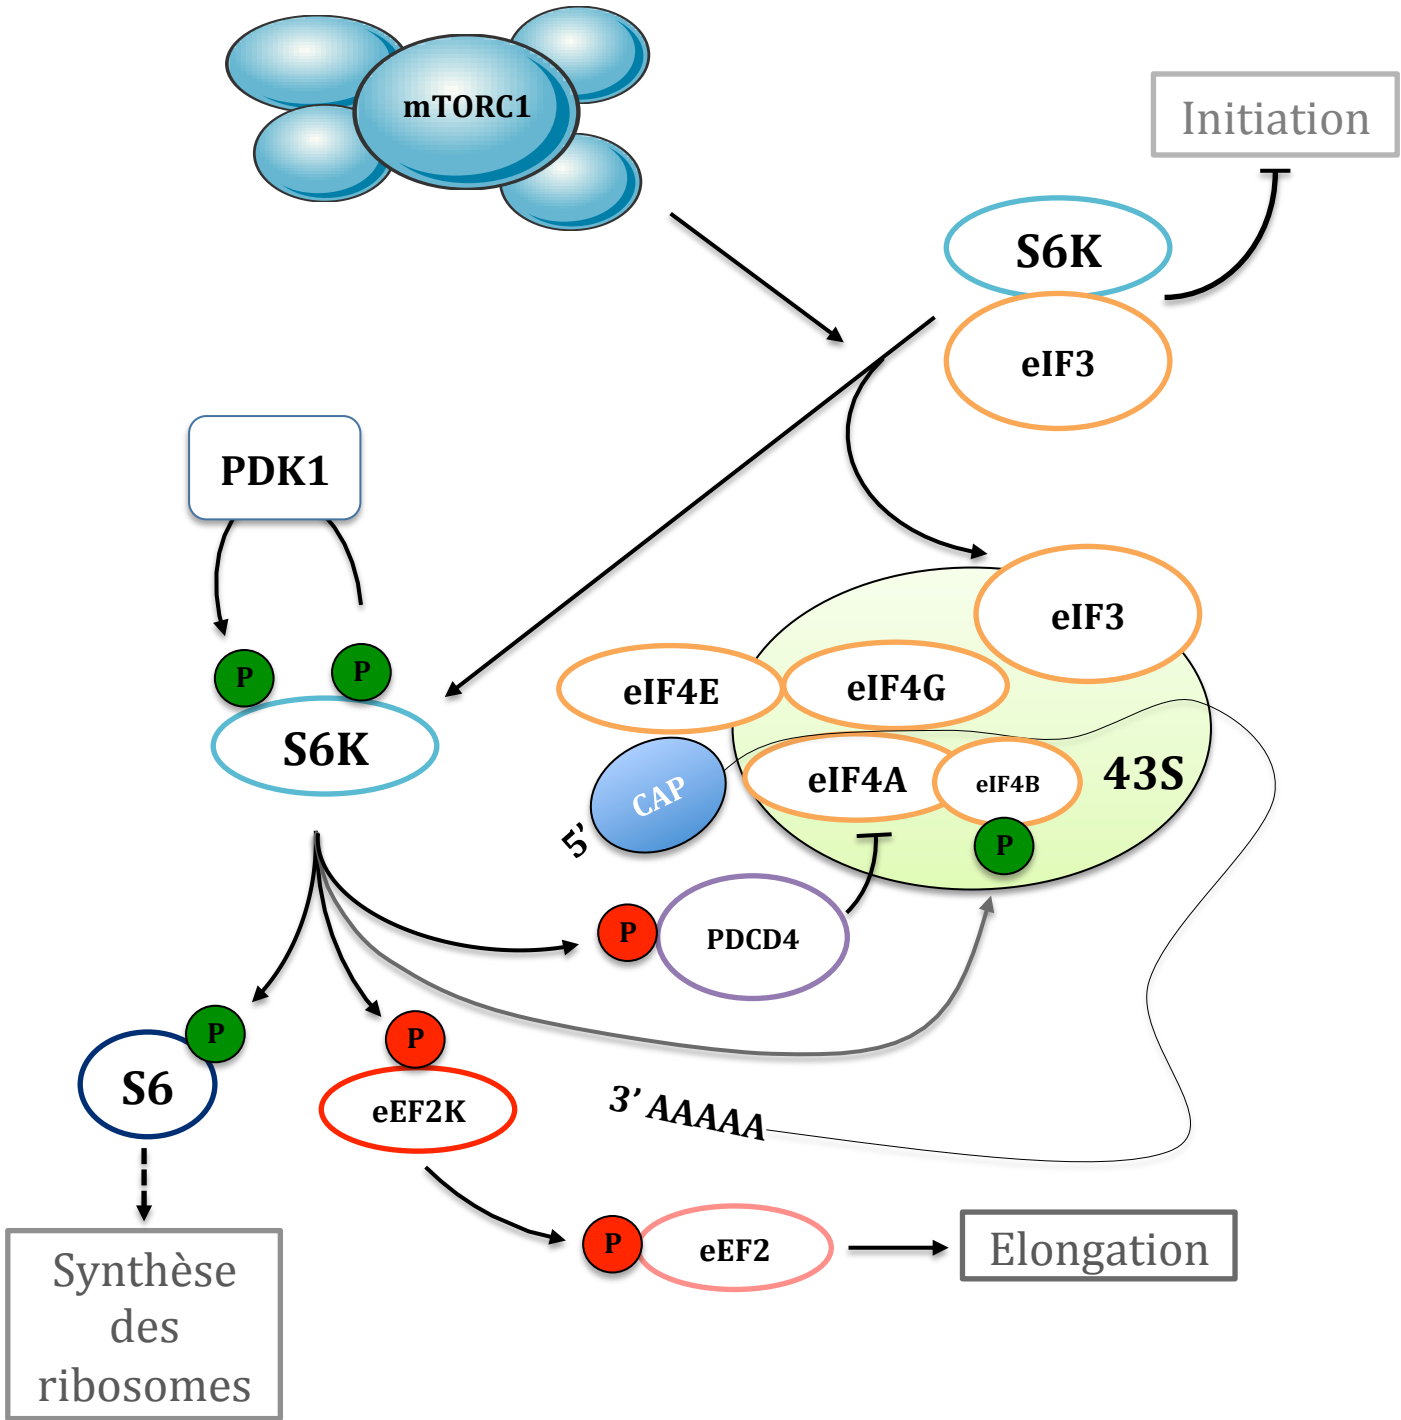 mTORC1
Initiation
S6K
eIF3
PDK1
eIF3
P
P
eIF4E
eIF4G
S6K
eIF4A
eIF4B
43S
CAP
5’
P
P
PDCD4
P
P
S6
eEF2K
3’ AAAAA
P
eEF2
Elongation
Synthèse
des
ribosomes